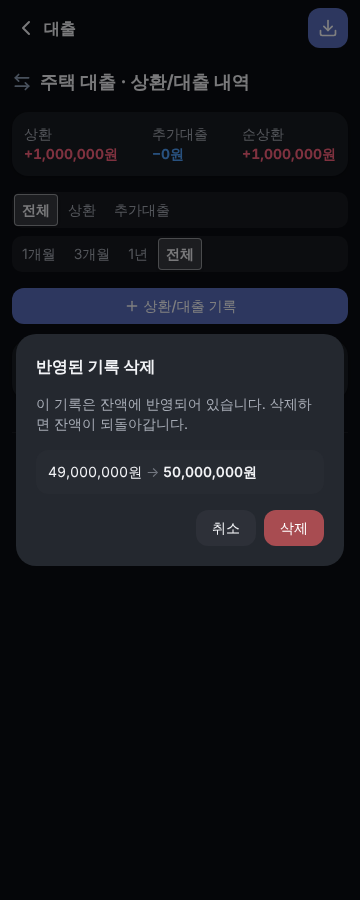 대출
주택 대출 · 상환/대출 내역
상환 추가대출 순상환
+1,000,000원 −0원 +1,000,000원
전체 상환 추가대출
1개월 3개월 1년 전체
+ 상환/대출 기록
반영된 기록 삭제
이 기록은 잔액에 반영되어 있습니다. 삭제하
면 잔액이 되돌아갑니다.
49,000,000원 → 50,000,000원
취소 삭제